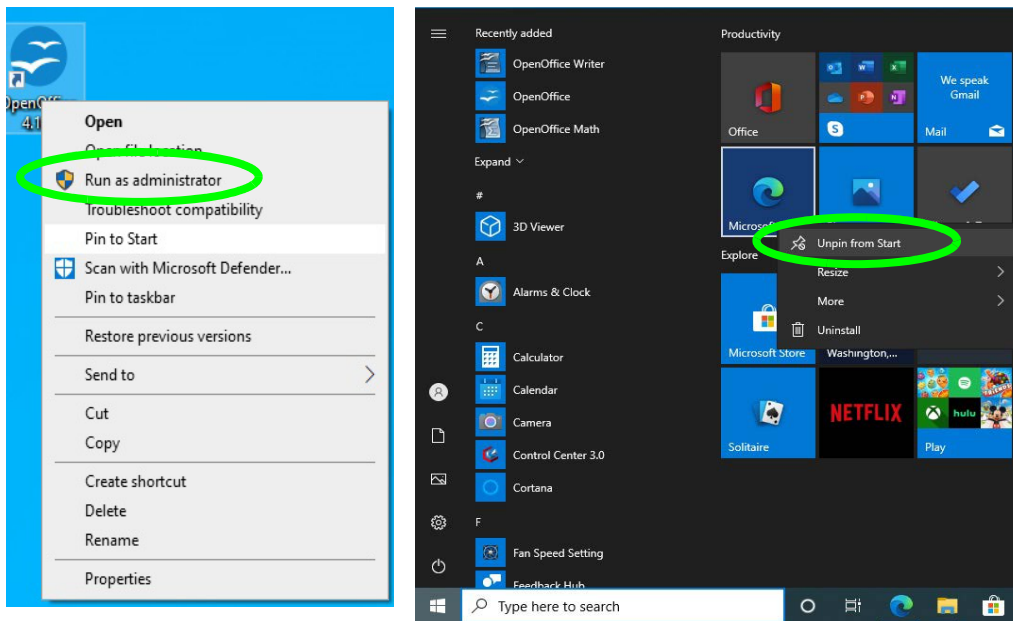 4.1
Open
Open file location
Run as administrator
Troubleshoot compatibility
Pin to Start
Scan with Microsoft Defender...
Pin to taskbar
Restore previous versions
Send to
Cut
Copy
Create shortcut
Delete
Rename
Properties
Recently added
OpenOffice Writer
OpenOffice
OpenOffice Math
Expand
#
3D Viewer
A
Alarms & Clock
C
Calculator
Calendar
Camera
Control Center 3.0
Cortana
F
Fan Speed Setting
Feedback Hub
Type here to search
Productivity
Office
We speak
Gmail
Mail
Unpin from Start
Resize
More
Uninstall
Explore
Microsoft Store
Washington,...
Solitaire
NETFLIX
hulu
Play